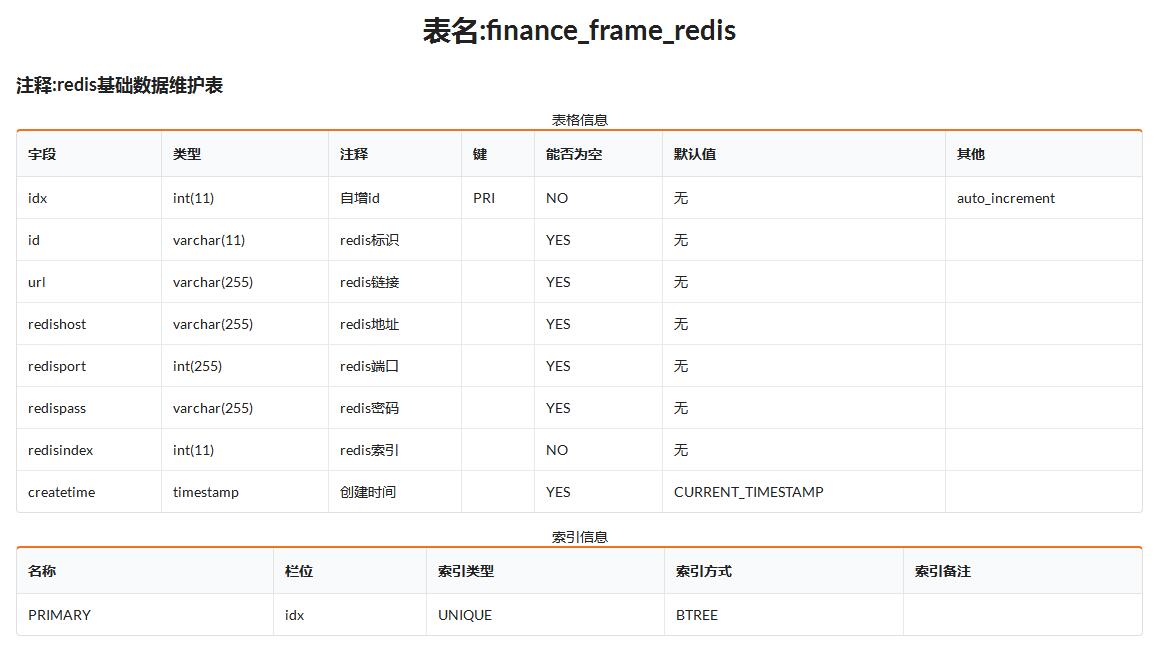 表名:finance_frame_redis
注释:redis基础数据维护表
表格信息
字段 类型 注释 键 能否为空 默认值 其他
idx int(11) 自增id PRI NO 无 auto_increment
id varchar(11) redis标识 YES 无
url varchar(255) redis链接 YES 无
redishost varchar(255) redis地址 YES 无
redisport int(255) redis端口 YES 无
redispass varchar(255) redis密码 YES 无
redisindex int(11) redis索引 NO 无
createtime timestamp 创建时间 YES CURRENT_TIMESTAMP
索引信息
名称 栏位 索引类型 索引方式 索引备注
PRIMARY idx UNIQUE BTREE